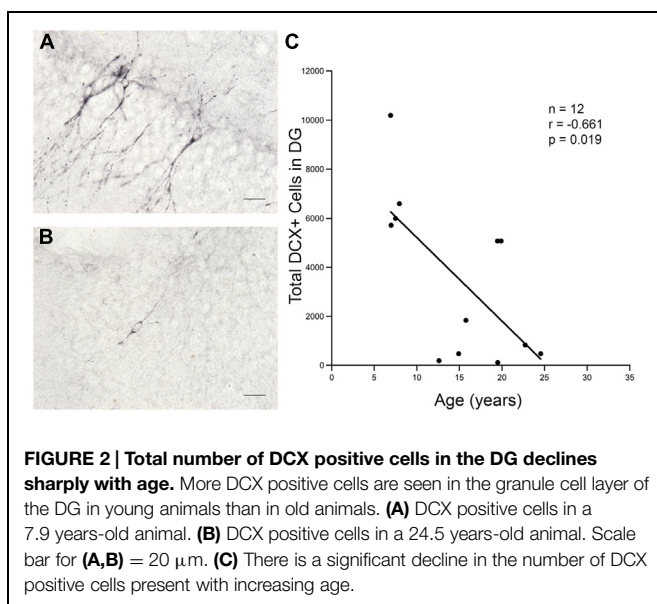 A
B
C
12000
10000
8000
6000
4000
2000
0
Total DCX+ Cells in DG
n = 12
r = -0.661
p = 0.019
0 5 10 15 20 25 30 35
Age (years)
FIGURE 2 | Total number of DCX positive cells in the DG declines
sharply with age. More DCX positive cells are seen in the granule cell layer of
the DG in young animals than in old animals. (A) DCX positive cells in a
7.9 years-old animal. (B) DCX positive cells in a 24.5 years-old animal. Scale
bar for (A,B) = 20 μm. (C) There is a significant decline in the number of DCX
positive cells present with increasing age.